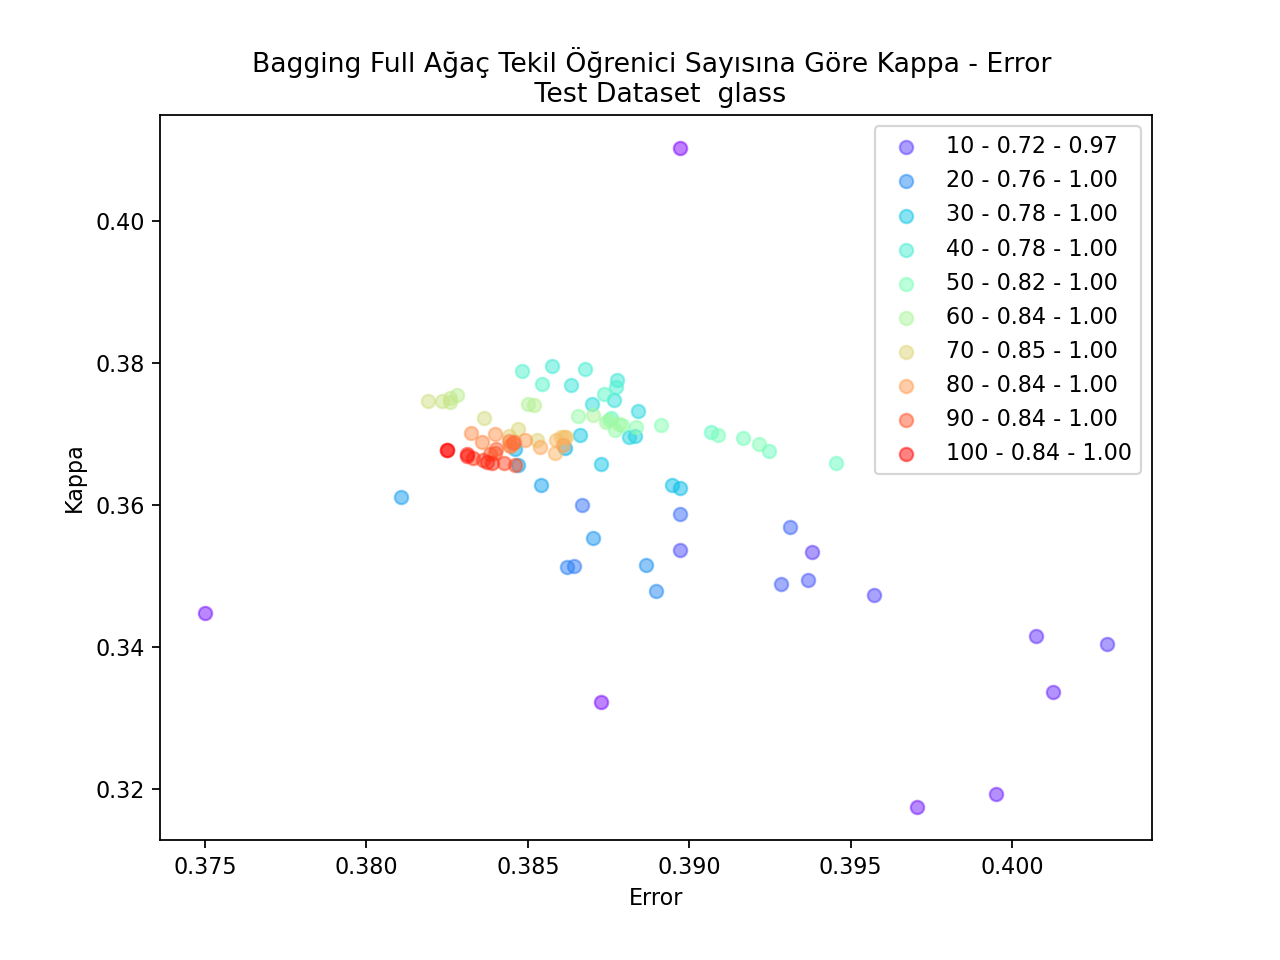 Bagging Full Ağaç Tekil Öğrenici Sayısına Göre Kappa - Error
Test Dataset  glass
10 - 0.72 - 0.97
20 - 0.76 - 1.00
30 - 0.78 - 1.00
40 - 0.78 - 1.00
50 - 0.82 - 1.00
60 - 0.84 - 1.00
70 - 0.85 - 1.00
80 - 0.84 - 1.00
90 - 0.84 - 1.00
100 - 0.84 - 1.00
Kappa
0.40
0.38
0.36
0.34
0.32
0.375 0.380 0.385 0.390 0.395 0.400
Error